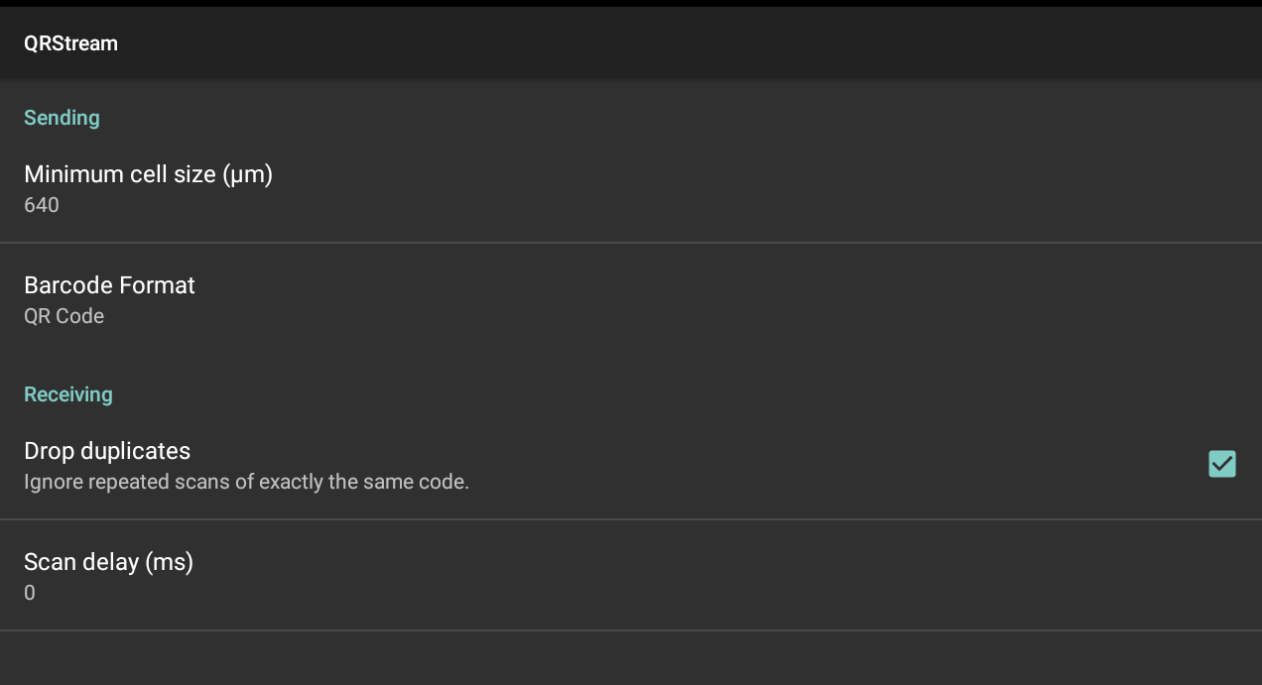 QRStream
Sending
Minimum cell size (µm)
640
Barcode Format
QR Code
Receiving
Drop duplicates
Ignore repeated scans of exactly the same code.
Scan delay (ms)
0